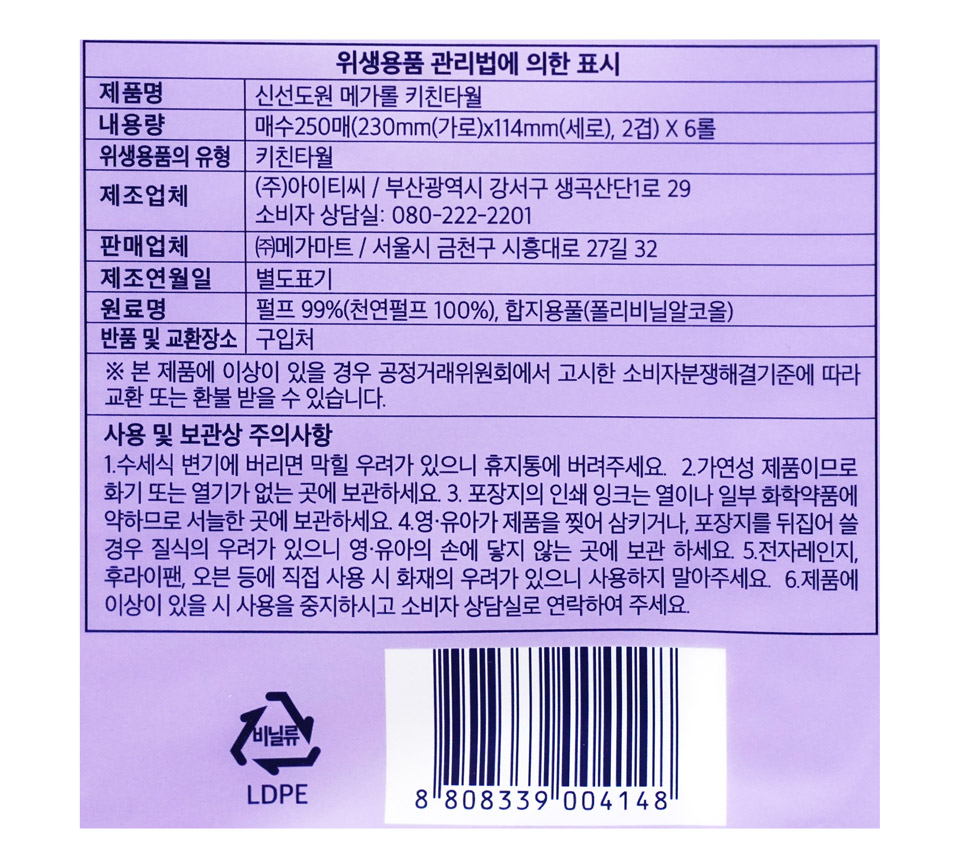 위생용품 관리법에 의한 표시
제품명 신선도원 메가롤 키친타월
내용량 매수250매(230mm(가로)x114mm(세로), 2겹) X 6롤
위생용품의 유형 키친타월
제조업체 (주)아이티씨 / 부산광역시 강서구 생곡산단1로 29
소비자 상담실: 080-222-2201
판매업체 ㈜메가마트 / 서울시 금천구 시흥대로 27길 32
제조연월일 별도표기
원료명 펄프 99%(천연펄프 100%), 합지용풀(폴리비닐알코올)
반품 및 교환장소 구입처
※ 본 제품에 이상이 있을 경우 공정거래위원회에서 고시한 소비자분쟁해결기준에 따라
교환 또는 환불 받을 수 있습니다.
사용 및 보관상 주의사항
1.수세식 변기에 버리면 막힐 우려가 있으니 휴지통에 버려주세요. 2.가연성 제품이므로
화기 또는 열기가 없는 곳에 보관하세요. 3. 포장지의 인쇄 잉크는 열이나 일부 화학약품에
약하므로 서늘한 곳에 보관하세요. 4.영·유아가 제품을 찢어 삼키거나, 포장지를 뒤집어 쓸
경우 질식의 우려가 있으니 영·유아의 손에 닿지 않는 곳에 보관 하세요. 5.전자레인지,
후라이팬, 오븐 등에 직접 사용 시 화재의 우려가 있으니 사용하지 말아주세요. 6.제품에
이상이 있을 시 사용을 중지하시고 소비자 상담실로 연락하여 주세요.
비닐류
LDPE
8 808339 004148